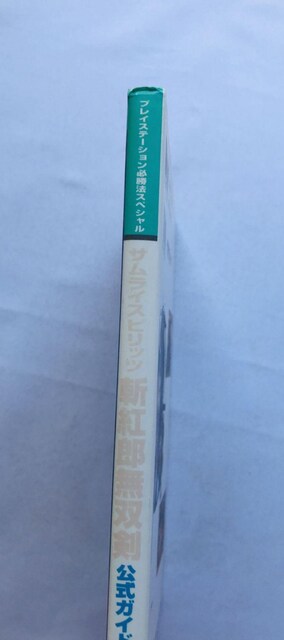 プレイステーション必勝法スペシャル
サムライスピリッツ
斬紅郎無双剣
公式ガイド